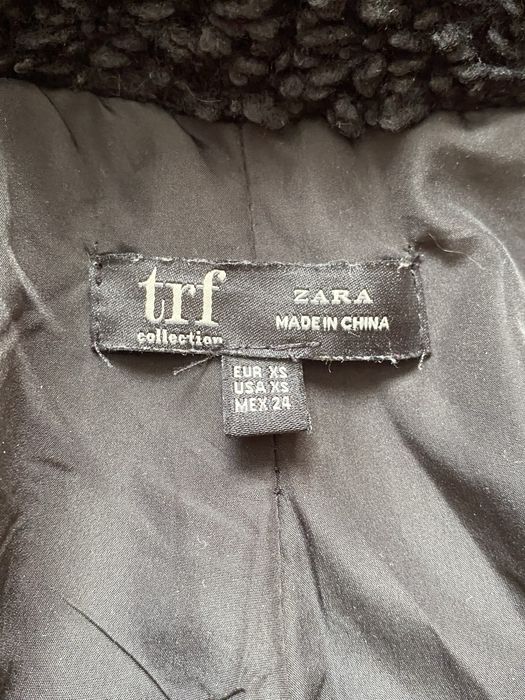 trf
collection
ZARA
MADE IN CHINA
EUR XS
USA XS
MEX 24